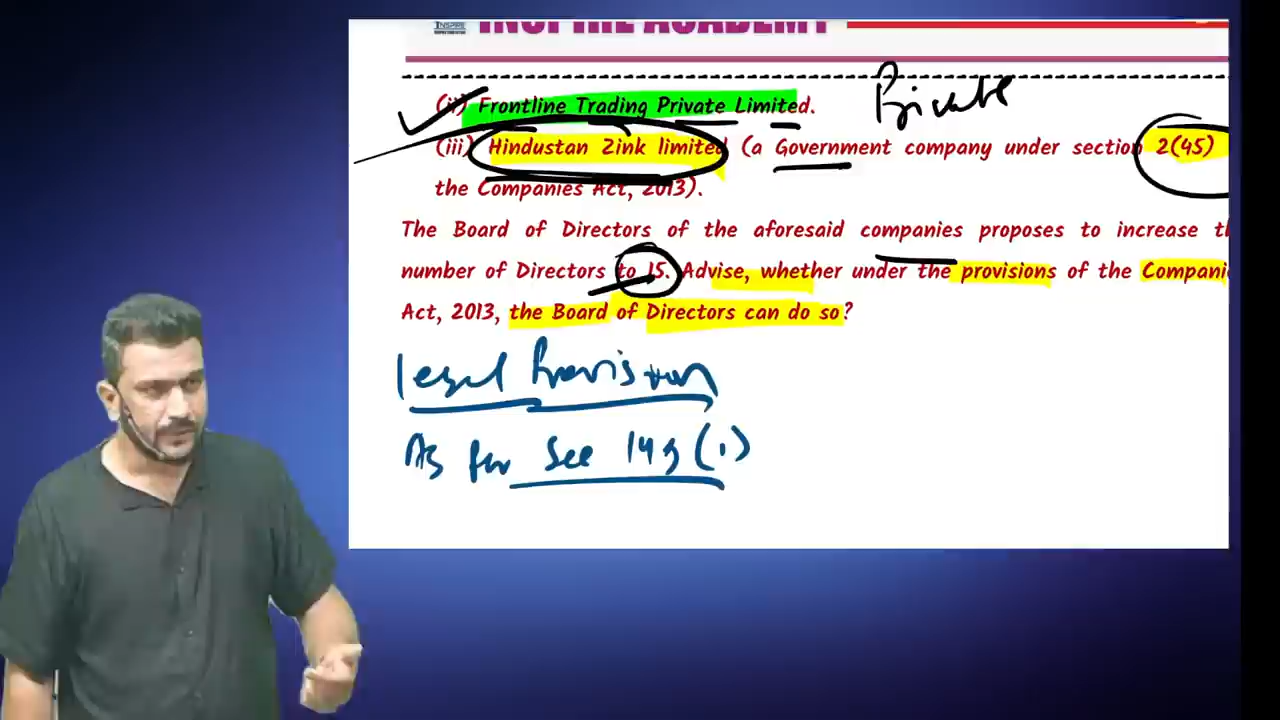 INSPIRE
INSPIRE ACADEMY
(ii) Frontline Trading Private Limited.
Private
(iii) Hindustan Zink limited (a Government company under section 2(45)
the Companies Act, 2013).
The Board of Directors of the aforesaid companies proposes to increase th
number of Directors to 15. Advise, whether under the provisions of the Compani
Act, 2013, the Board of Directors can do so?
legal Provision
As per Sec 149(1)